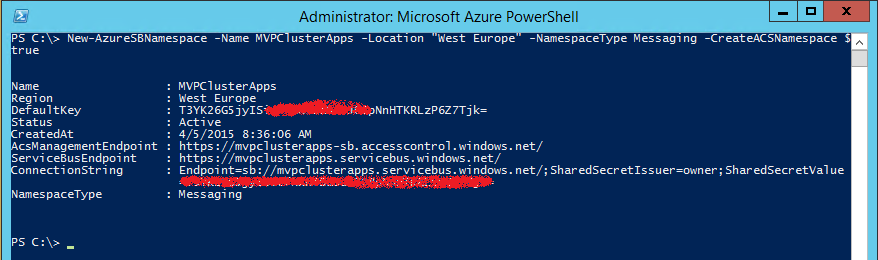 Administrator: Microsoft Azure PowerShell
PS C:\> New-AzureSBNamespace -Name MVPClusterApps -Location "West Europe" -NamespaceType Messaging -CreateACSNamespace $
true
Name : MVPClusterApps
Region : West Europe
DefaultKey : T3YK26G5jyIS pNnHTKRLzP6Z7Tjk=
Status : Active
CreatedAt : 4/5/2015 8:36:06 AM
AcsManagementEndpoint : https://mvpclusterapps-sb.accesscontrol.windows.net/
ServiceBusEndpoint : https://mvpclusterapps.servicebus.windows.net/
ConnectionString : Endpoint=sb://mvpclusterapps.servicebus.windows.net/;SharedSecretIssuer=owner;SharedSecretValue
NamespaceType : Messaging
PS C:\>